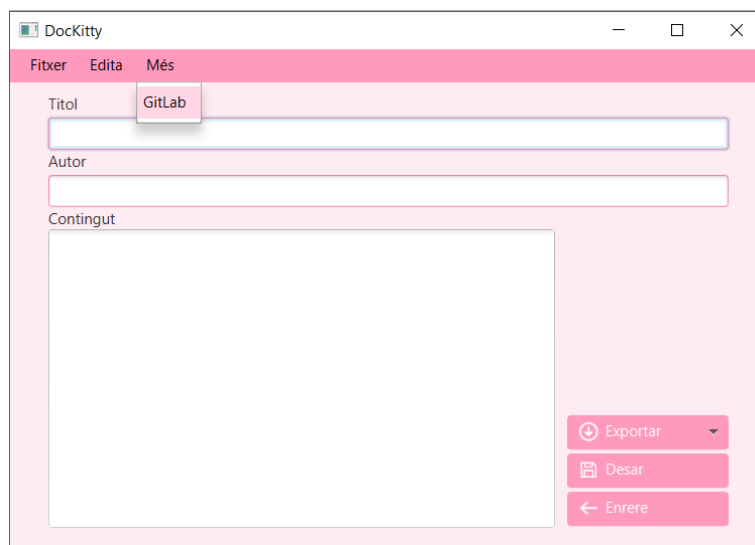 DocKitty
Fitxer Edita Més
GitLab
Titol
Autor
Contingut
Exportar
Desar
Enrere